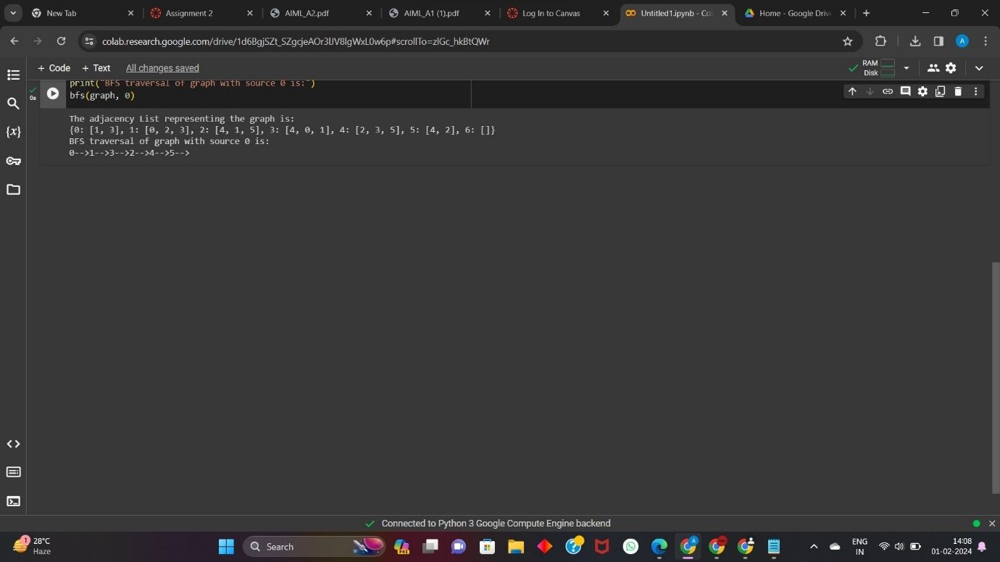 New Tab
Assignment 2
AIML_A2.pdf
AIML_A1 (1).pdf
Log In to Canvas
Untitled1.ipynb - Co
Home - Google Driv
colab.research.google.com/drive/1d6BgjSZt_SZgcjeAOr3lJV8lgWxL0w6p#scrollTo=zlGc_hkBtQWr
+ Code + Text All changes saved
RAM
Disk
print("BFS traversal of graph with source 0 is:")
0s
bfs(graph, 0)
The adjacency List representing the graph is:
{0: [1, 3], 1: [0, 2, 3], 2: [4, 1, 5], 3: [4, 0, 1], 4: [2, 3, 5], 5: [4, 2], 6: []}
BFS traversal of graph with source 0 is:
0-->1-->3-->2-->4-->5-->
{x}
Connected to Python 3 Google Compute Engine backend
1
28°C
Haze
Search
PRE
ENG
IN
14:08
01-02-2024